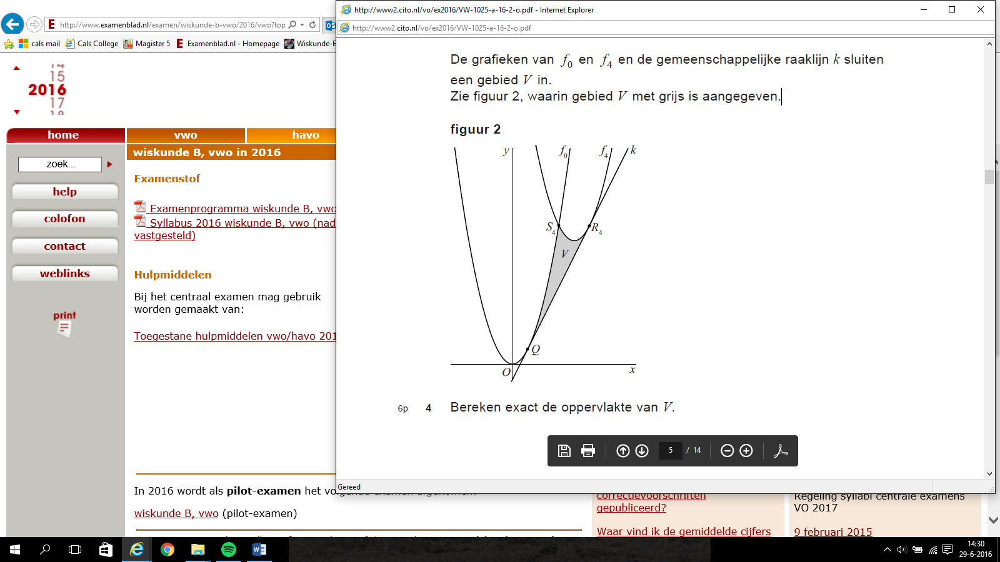 http://www2.cito.nl/vo/ex2016/VW-1025-a-16-2-o.pdf - Internet Explorer
http://www.examenblad.nl/examen/wiskunde-b-vwo/2016/vwo?top
http://www2.cito.nl/vo/ex2016/VW-1025-a-16-2-o.pdf
cals mail Cals College Magister 5 Examenblad.nl - Homepage Wiskunde-B
14
15
2016
17
18
home vwo havo
wiskunde B, vwo in 2016
zoek...
help
colofon
contact
weblinks
print
Examenstof
Examenprogramma wiskunde B, vwo
Syllabus 2016 wiskunde B, vwo (nad
vastgesteld)
Hulpmiddelen
Bij het centraal examen mag gebruik
worden gemaakt van:
Toegestane hulpmiddelen vwo/havo 201
In 2016 wordt als pilot-examen het vo
wiskunde B, vwo (pilot-examen)
De grafieken van f0 en f4 en de gemeenschappelijke raaklijn k sluiten
een gebied V in.
Zie figuur 2, waarin gebied V met grijs is aangegeven.
figuur 2
y f0 f4 k
S4 R4
V
Q
O x
6p 4 Bereken exact de oppervlakte van V.
5 / 14
Gereed
correctievoorschriften
gepubliceerd?
Waar vind ik de gemiddelde cijfers
Regeling syllabi centrale examens
VO 2017
9 februari 2015
14:30
29-6-2016